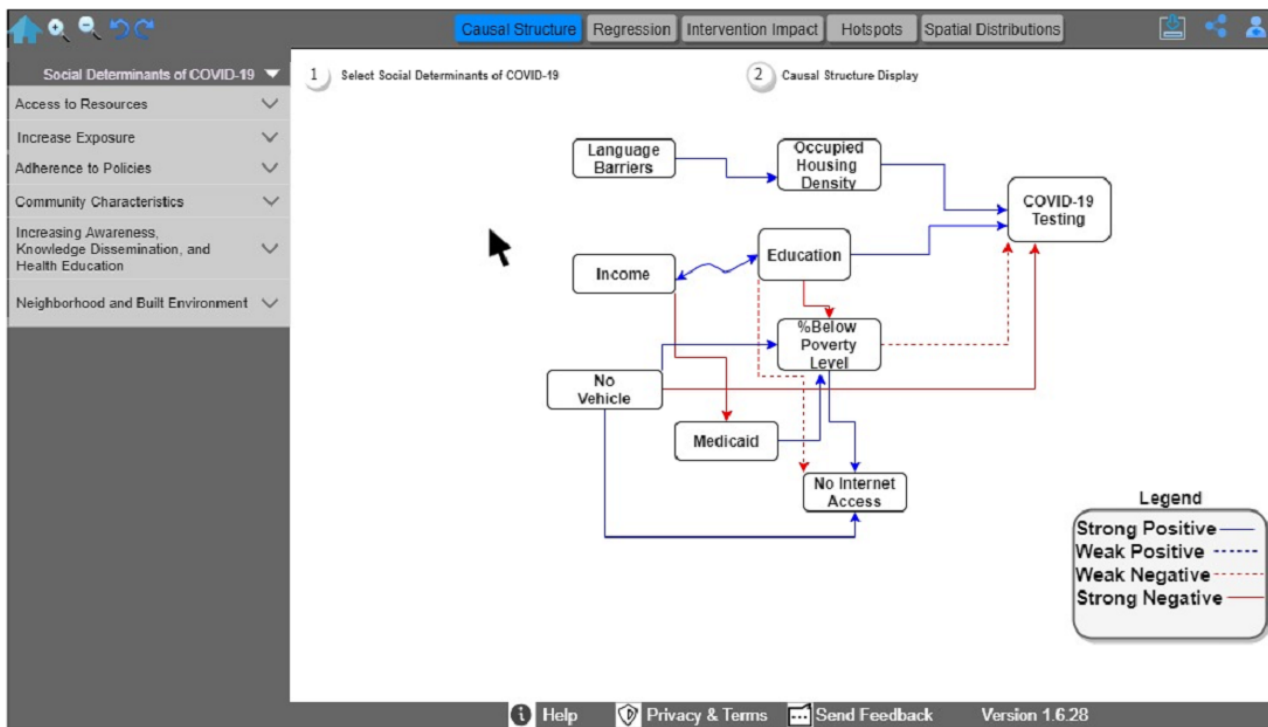 Causal Structure Regression Intervention Impact Hotspots Spatial Distributions
Social Determinants of COVID-19
Access to Resources
Increase Exposure
Adherence to Policies
Community Characteristics
Increasing Awareness,
Knowledge Dissemination, and
Health Education
Neighborhood and Built Environment
1 Select Social Determinants of COVID-19
2 Causal Structure Display
Language
Barriers
Occupied
Housing
Density
COVID-19
Testing
Education
Income
%Below
Poverty
Level
No
Vehicle
Medicaid
No Internet
Access
Legend
Strong Positive
Weak Positive
Weak Negative
Strong Negative
Help Privacy & Terms Send Feedback Version 1.6.28